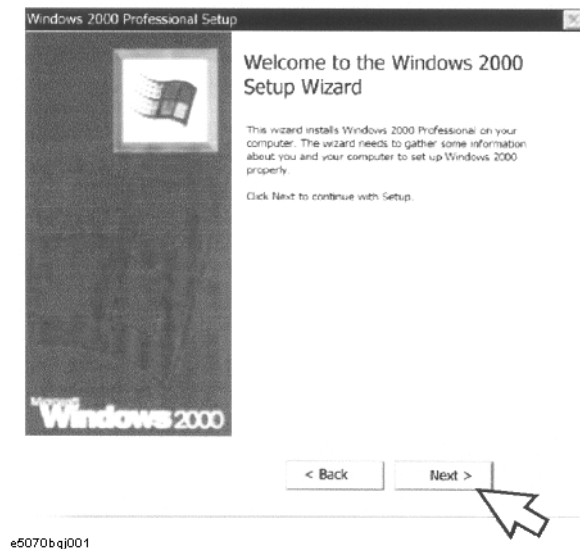 Windows 2000 Professional Setup
Welcome to the Windows 2000
Setup Wizard
This wizard installs Windows 2000 Professional on your
computer. The wizard needs to gather some information
about you and your computer to set up Windows 2000
properly.
Click Next to continue with Setup.
Microsoft
Windows 2000
< Back
Next >
e5070bqj001